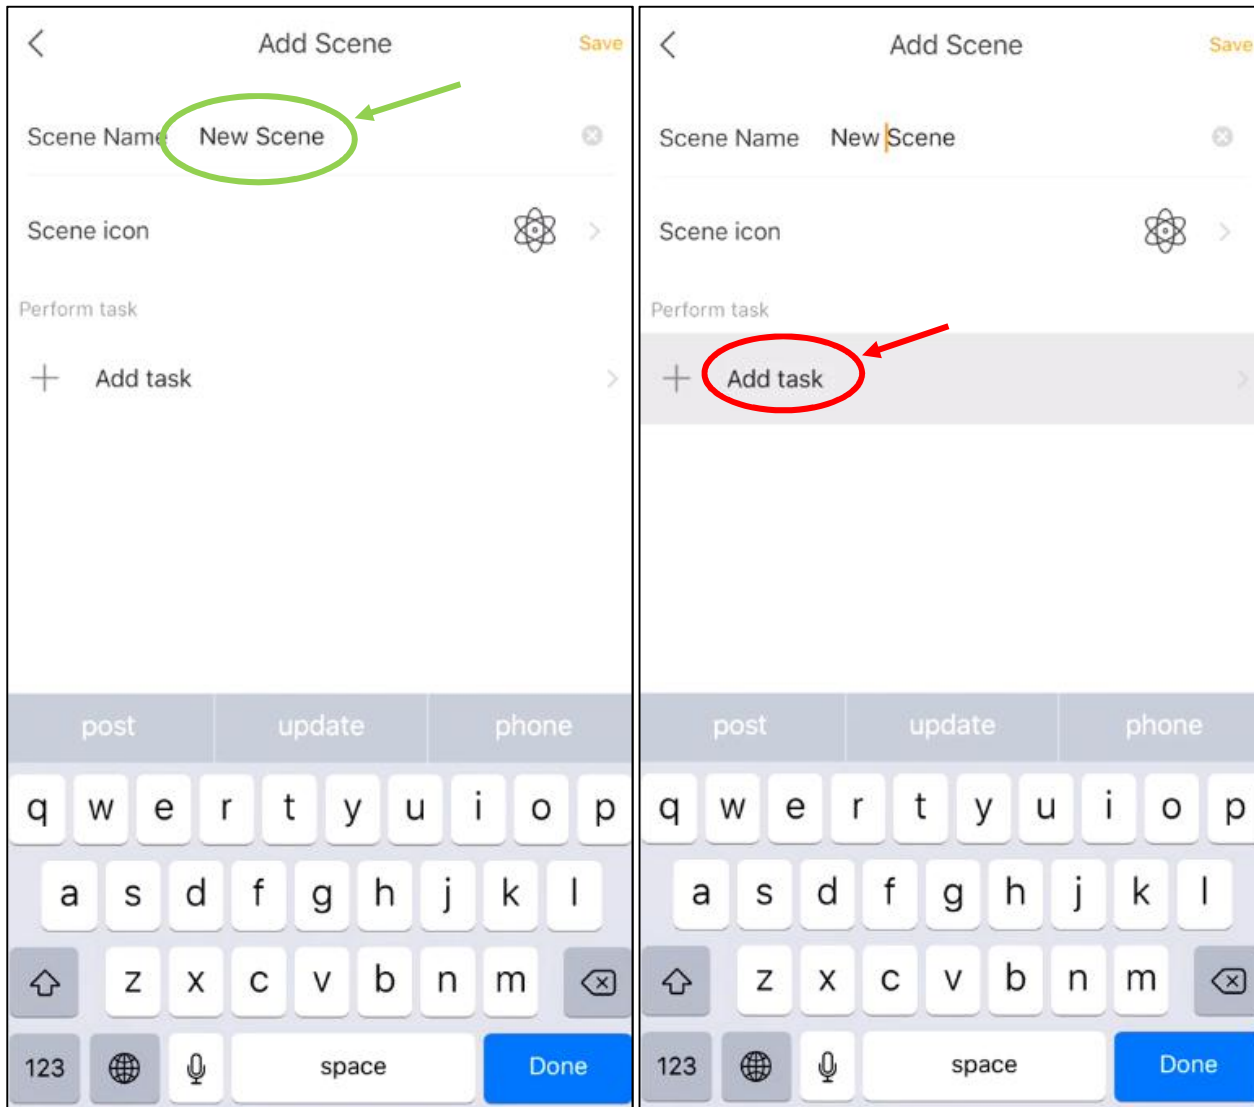 Add Scene Save
Scene Name New Scene
Scene icon
Perform task
Add task
post update phone
q w e r t y u i o p
a s d f g h j k l
z x c v b n m
123 space Done
Add Scene Save
Scene Name New Scene
Scene icon
Perform task
Add task
post update phone
q w e r t y u i o p
a s d f g h j k l
z x c v b n m
123 space Done